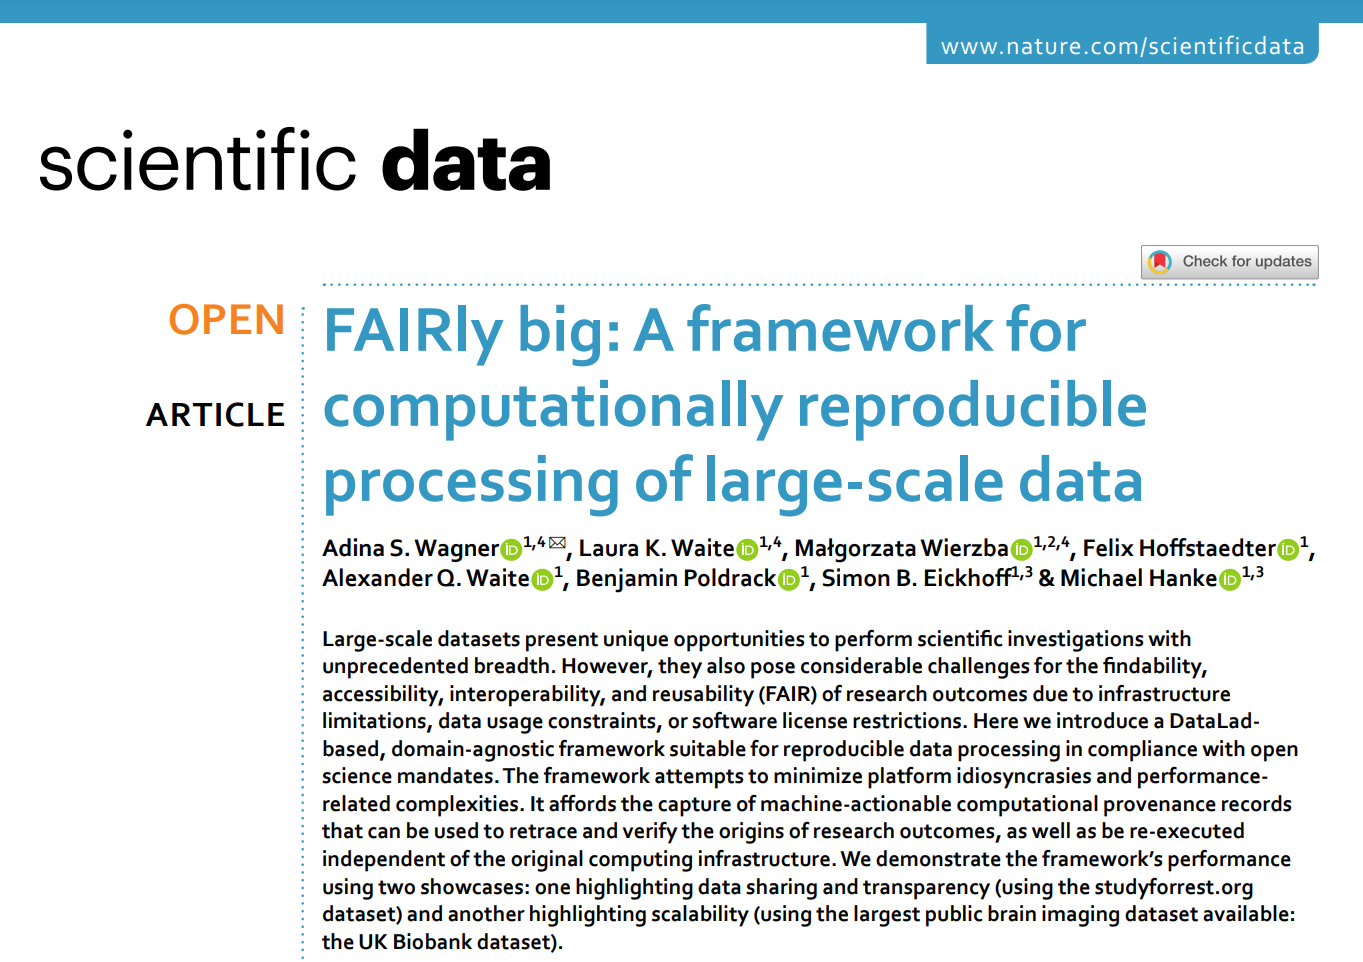 www.nature.com/scientificdata
scientific data
Check for updates
OPEN
ARTICLE
FAIRly big: A framework for
computationally reproducible
processing of large-scale data
Adina S. Wagner iD 1,4 ✉, Laura K. Waite iD 1,4, Małgorzata Wierzba iD 1,2,4, Felix Hoffstaedter iD 1,
Alexander Q. Waite iD 1, Benjamin Poldrack iD 1, Simon B. Eickhoff1,3 & Michael Hanke iD 1,3
Large-scale datasets present unique opportunities to perform scientific investigations with
unprecedented breadth. However, they also pose considerable challenges for the findability,
accessibility, interoperability, and reusability (FAIR) of research outcomes due to infrastructure
limitations, data usage constraints, or software license restrictions. Here we introduce a DataLad-
based, domain-agnostic framework suitable for reproducible data processing in compliance with open
science mandates. The framework attempts to minimize platform idiosyncrasies and performance-
related complexities. It affords the capture of machine-actionable computational provenance records
that can be used to retrace and verify the origins of research outcomes, as well as be re-executed
independent of the original computing infrastructure. We demonstrate the framework's performance
using two showcases: one highlighting data sharing and transparency (using the studyforrest.org
dataset) and another highlighting scalability (using the largest public brain imaging dataset available:
the UK Biobank dataset).